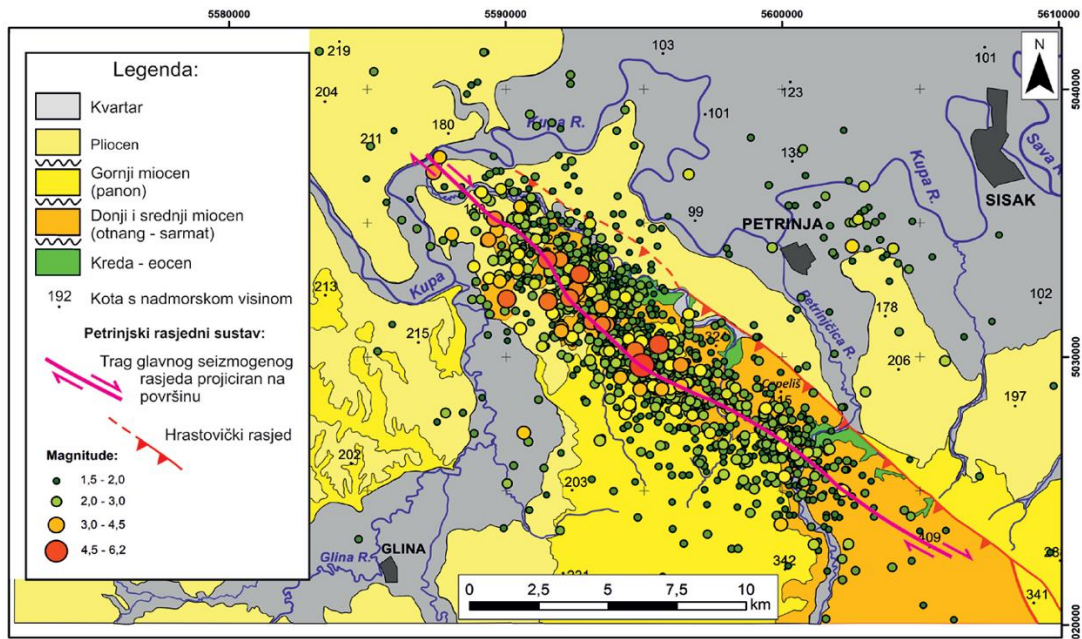 5580000
5590000
5600000
5610000
5040000
5030000
5020000
N
Legenda:
Kvartar
Pliocen
Gornji miocen
(panon)
Donji i srednji miocen
(otnang - sarmat)
Kreda - eocen
192
Kota s nadmorskom visinom
Petrinjski rasjedni sustav:
Trag glavnog seizmogenog
rasjeda projiciran na
površinu
Hrastovički rasjed
Magnitude:
1,5 - 2,0
2,0 - 3,0
3,0 - 4,5
4,5 - 6,2
219
204
211
180
103
101
123
138
101
Kupa R.
Kupa R.
Sava R
SISAK
99
PETRINJA
Kupa
213
215
Petrinjčica R.
178
206
102
197
Cepeliš
15
202
203
GLINA
Glina R.
342
409
341
0
2,5
5
7,5
10
km